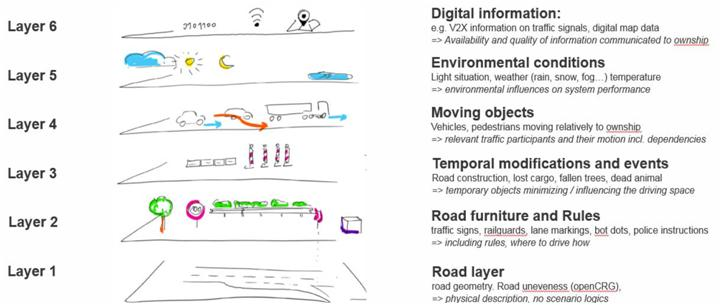 Layer 6
Digital information:
e.g. V2X information on traffic signals, digital map data
=> Availability and quality of information communicated to ownship
Layer 5
Environmental conditions
Light situation, weather (rain, snow, fog…) temperature
=> environmental influences on system performance
Layer 4
Moving objects
Vehicles, pedestrians moving relatively to ownship
=> relevant traffic participants and their motion incl. dependencies
Layer 3
Temporal modifications and events
Road construction, lost cargo, fallen trees, dead animal
=> temporary objects minimizing / influencing the driving space
Layer 2
Road furniture and Rules
traffic signs, railguards, lane markings, bot dots, police instructions
=> including rules, where to drive how
Layer 1
Road layer
road geometry. Road uneveness (openCRG),
=> physical description, no scenario logics